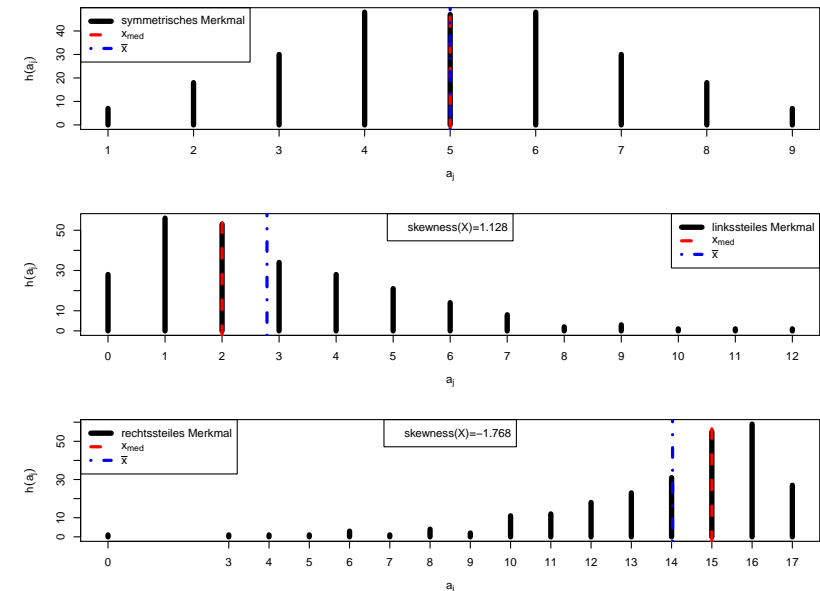 symmetrisches Merkmal
x_med
x̄
h(a_j)
0 10 20 30 40
1 2 3 4 5 6 7 8 9
a_j
skewness(X)=1.128
linkssteiles Merkmal
x_med
x̄
h(a_j)
0 10 30 50
0 1 2 3 4 5 6 7 8 9 10 11 12
a_j
rechtssteiles Merkmal
x_med
x̄
skewness(X)=−1.768
h(a_j)
0 10 30 50
0 3 4 5 6 7 8 9 10 11 12 13 14 15 16 17
a_j